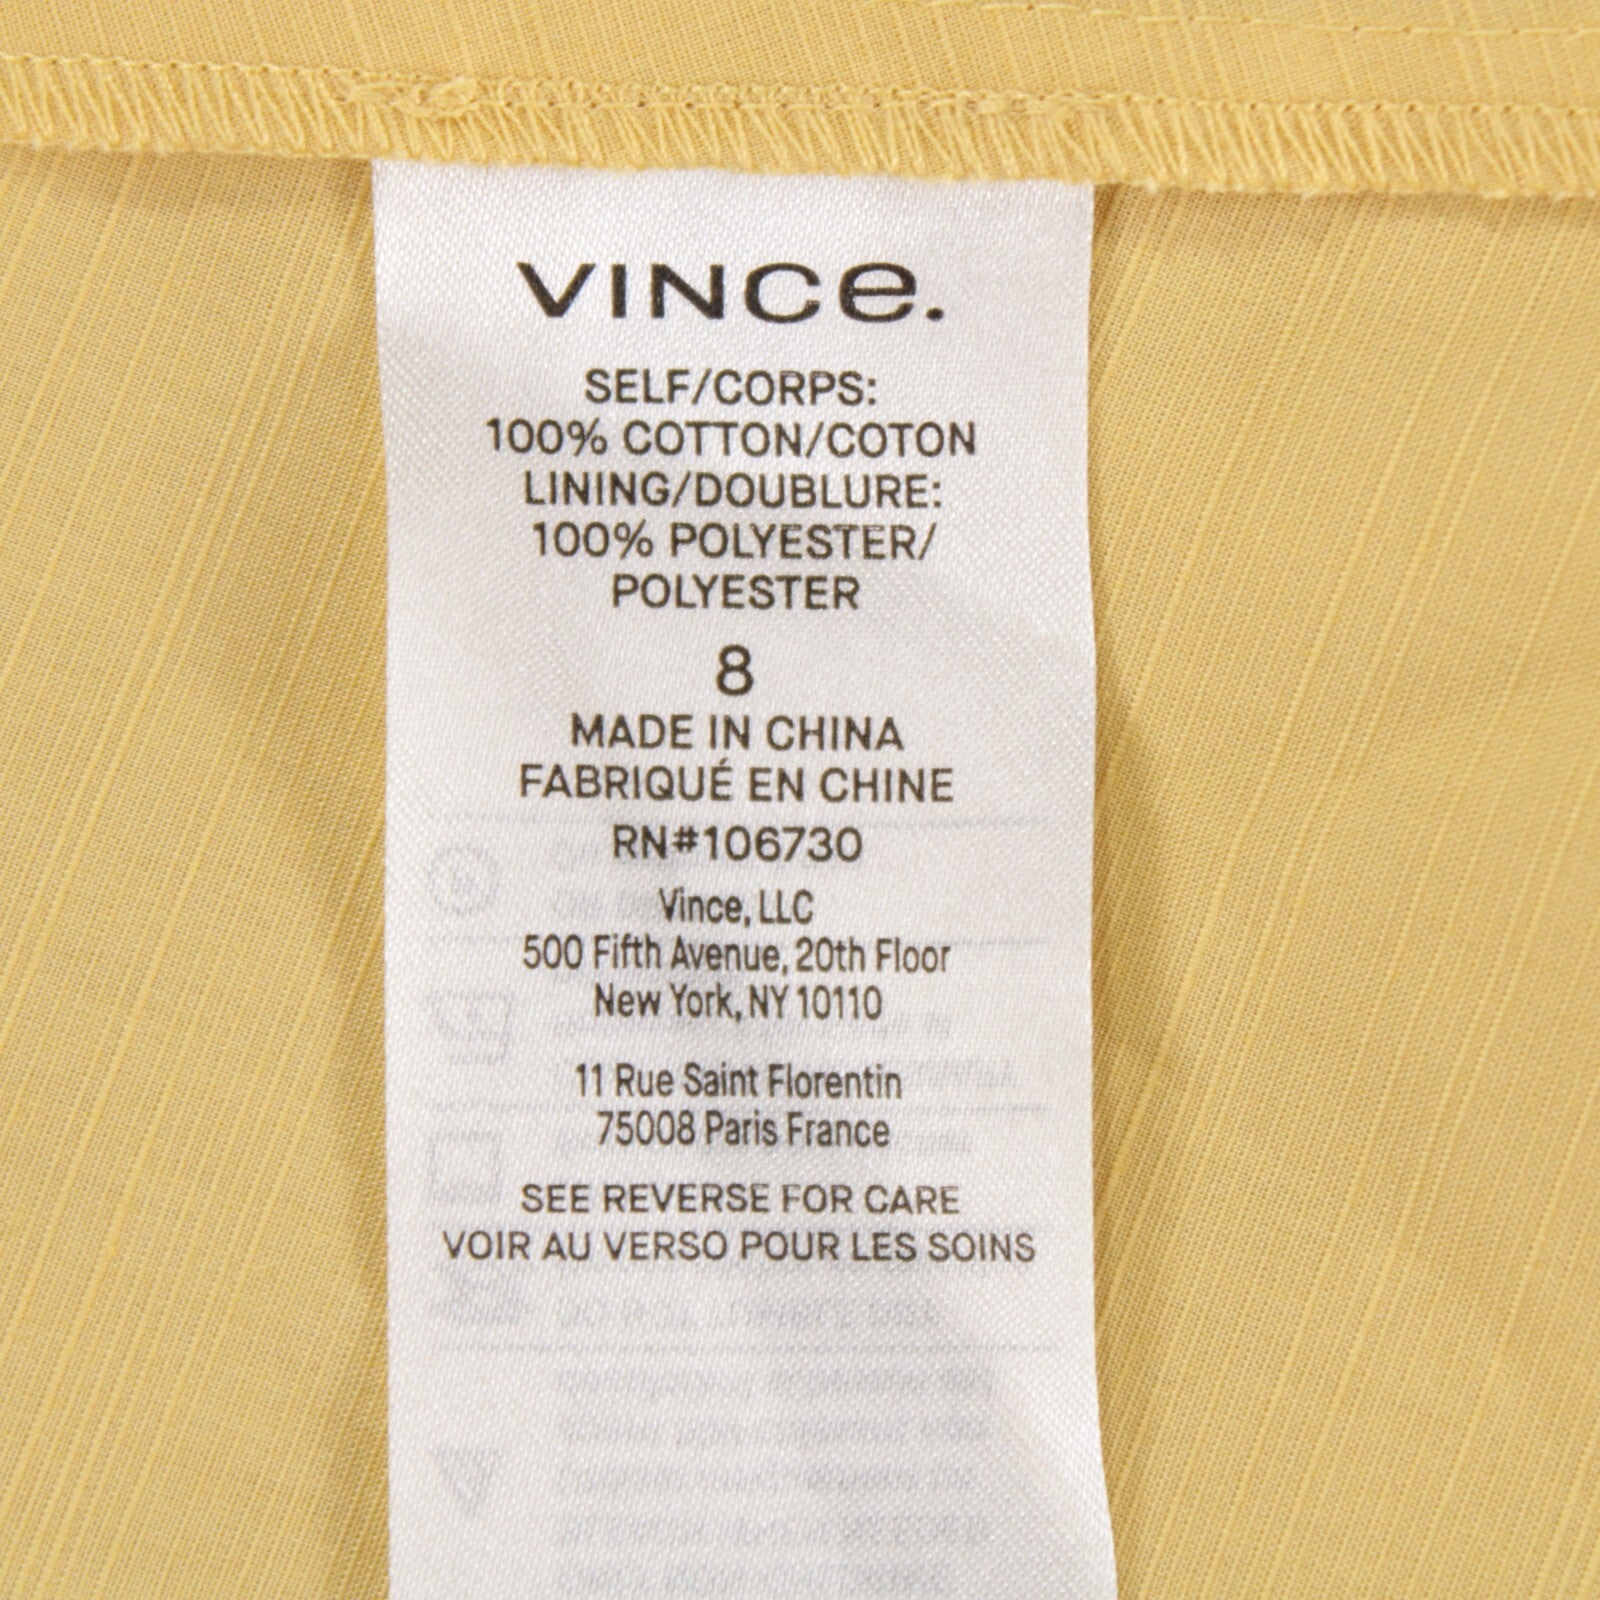 VINCe.
SELF/CORPS:
100% COTTON/COTON
LINING/DOUBLURE:
100% POLYESTER/
POLYESTER
8
MADE IN CHINA
FABRIQUÉ EN CHINE
RN#106730
Vince, LLC
500 Fifth Avenue, 20th Floor
New York, NY 10110
11 Rue Saint Florentin
75008 Paris France
SEE REVERSE FOR CARE
VOIR AU VERSO POUR LES SOINS